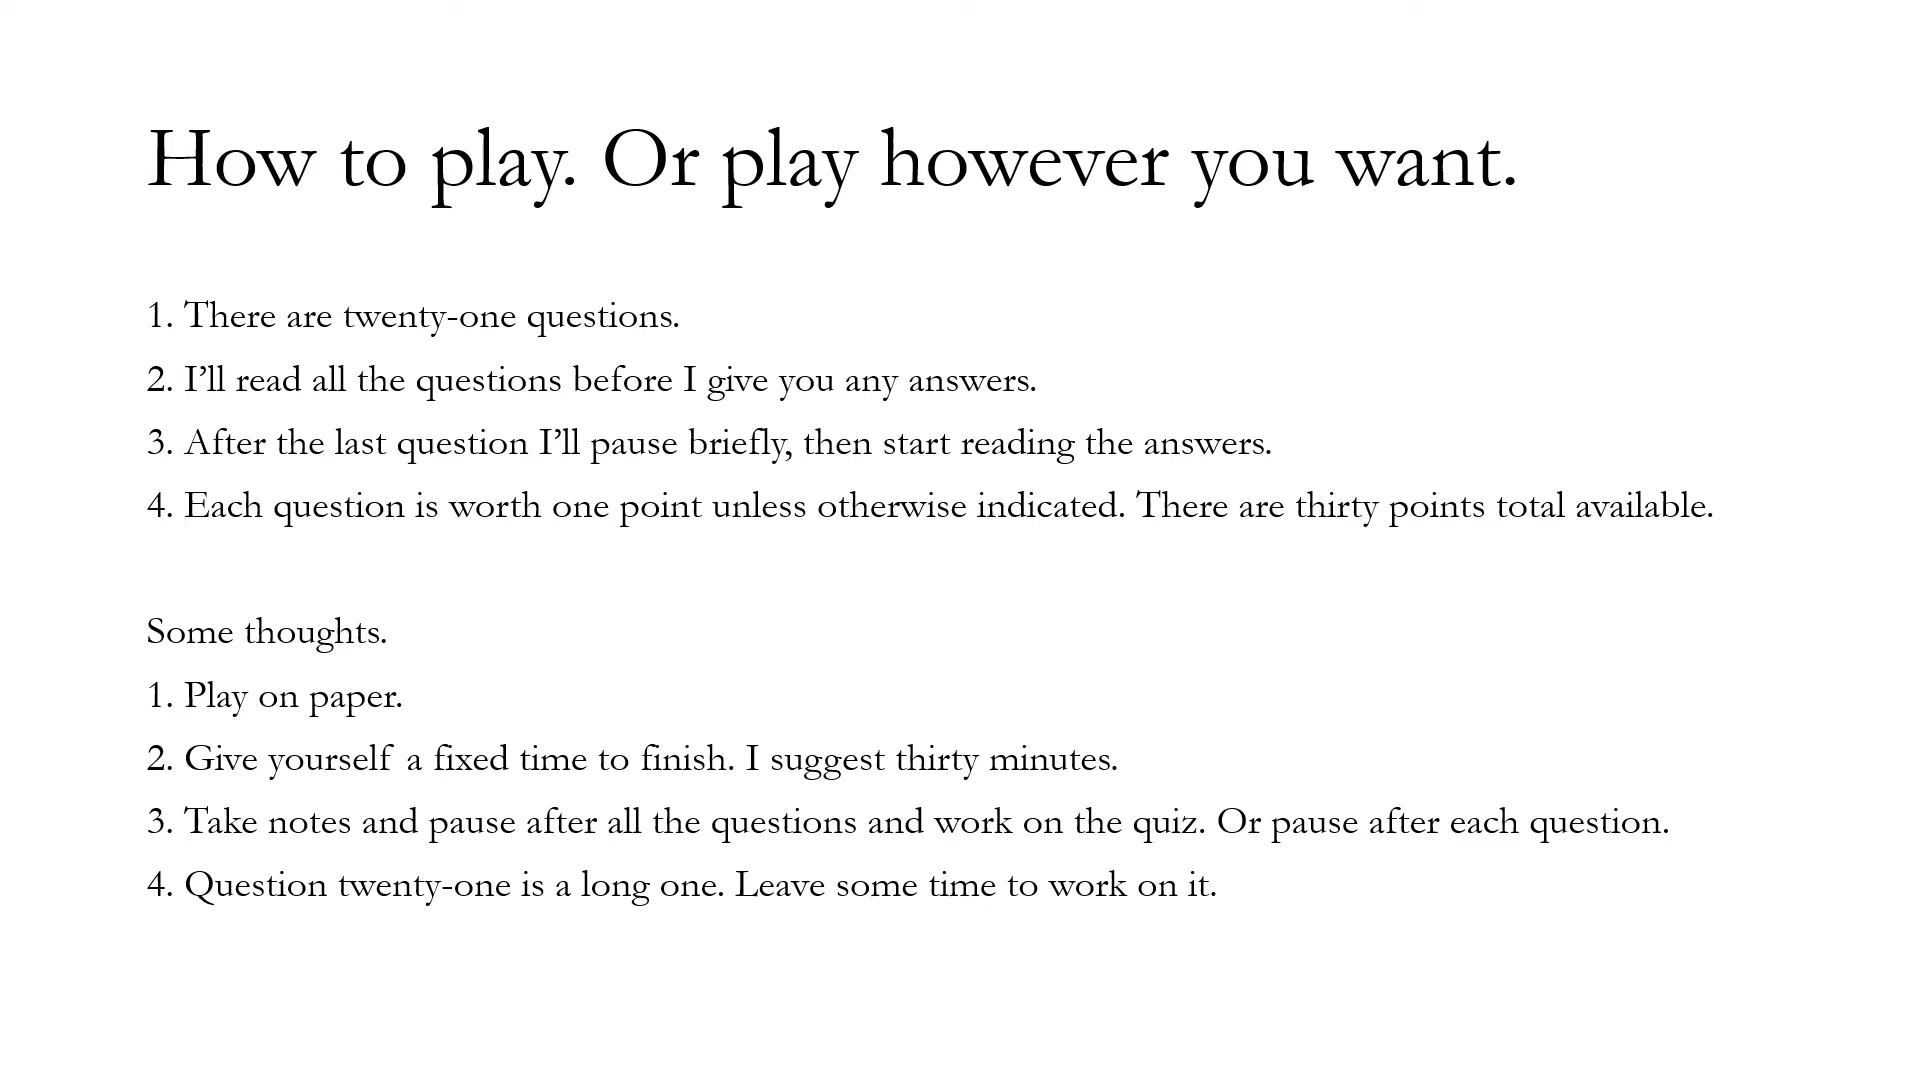 How to play. Or play however you want.
1. There are twenty-one questions.
2. I’ll read all the questions before I give you any answers.
3. After the last question I’ll pause briefly, then start reading the answers.
4. Each question is worth one point unless otherwise indicated. There are thirty points total available.
Some thoughts.
1. Play on paper.
2. Give yourself a fixed time to finish. I suggest thirty minutes.
3. Take notes and pause after all the questions and work on the quiz. Or pause after each question.
4. Question twenty-one is a long one. Leave some time to work on it.